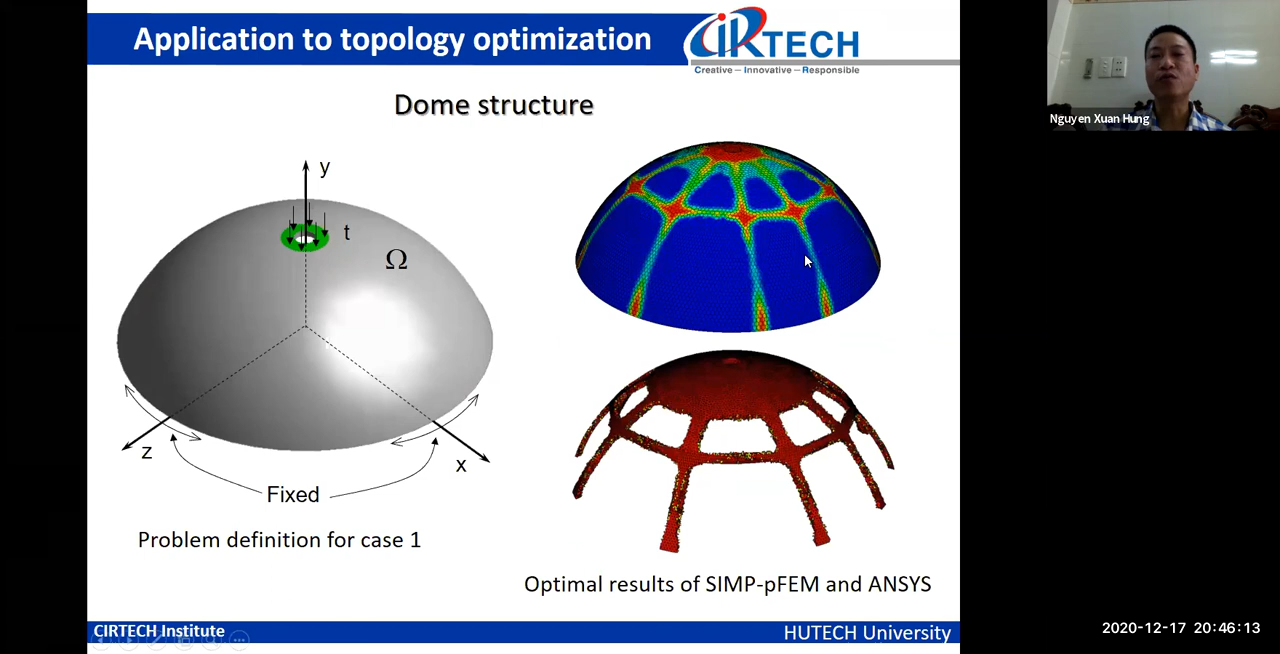 Application to topology optimization
CIRTECH
Creative – Innovative – Responsible
Nguyen Xuan Hung
Dome structure
y
t
Ω
z
x
Fixed
Problem definition for case 1
Optimal results of SIMP-pFEM and ANSYS
CIRTECH Institute
HUTECH University
2020-12-17 20:46:13